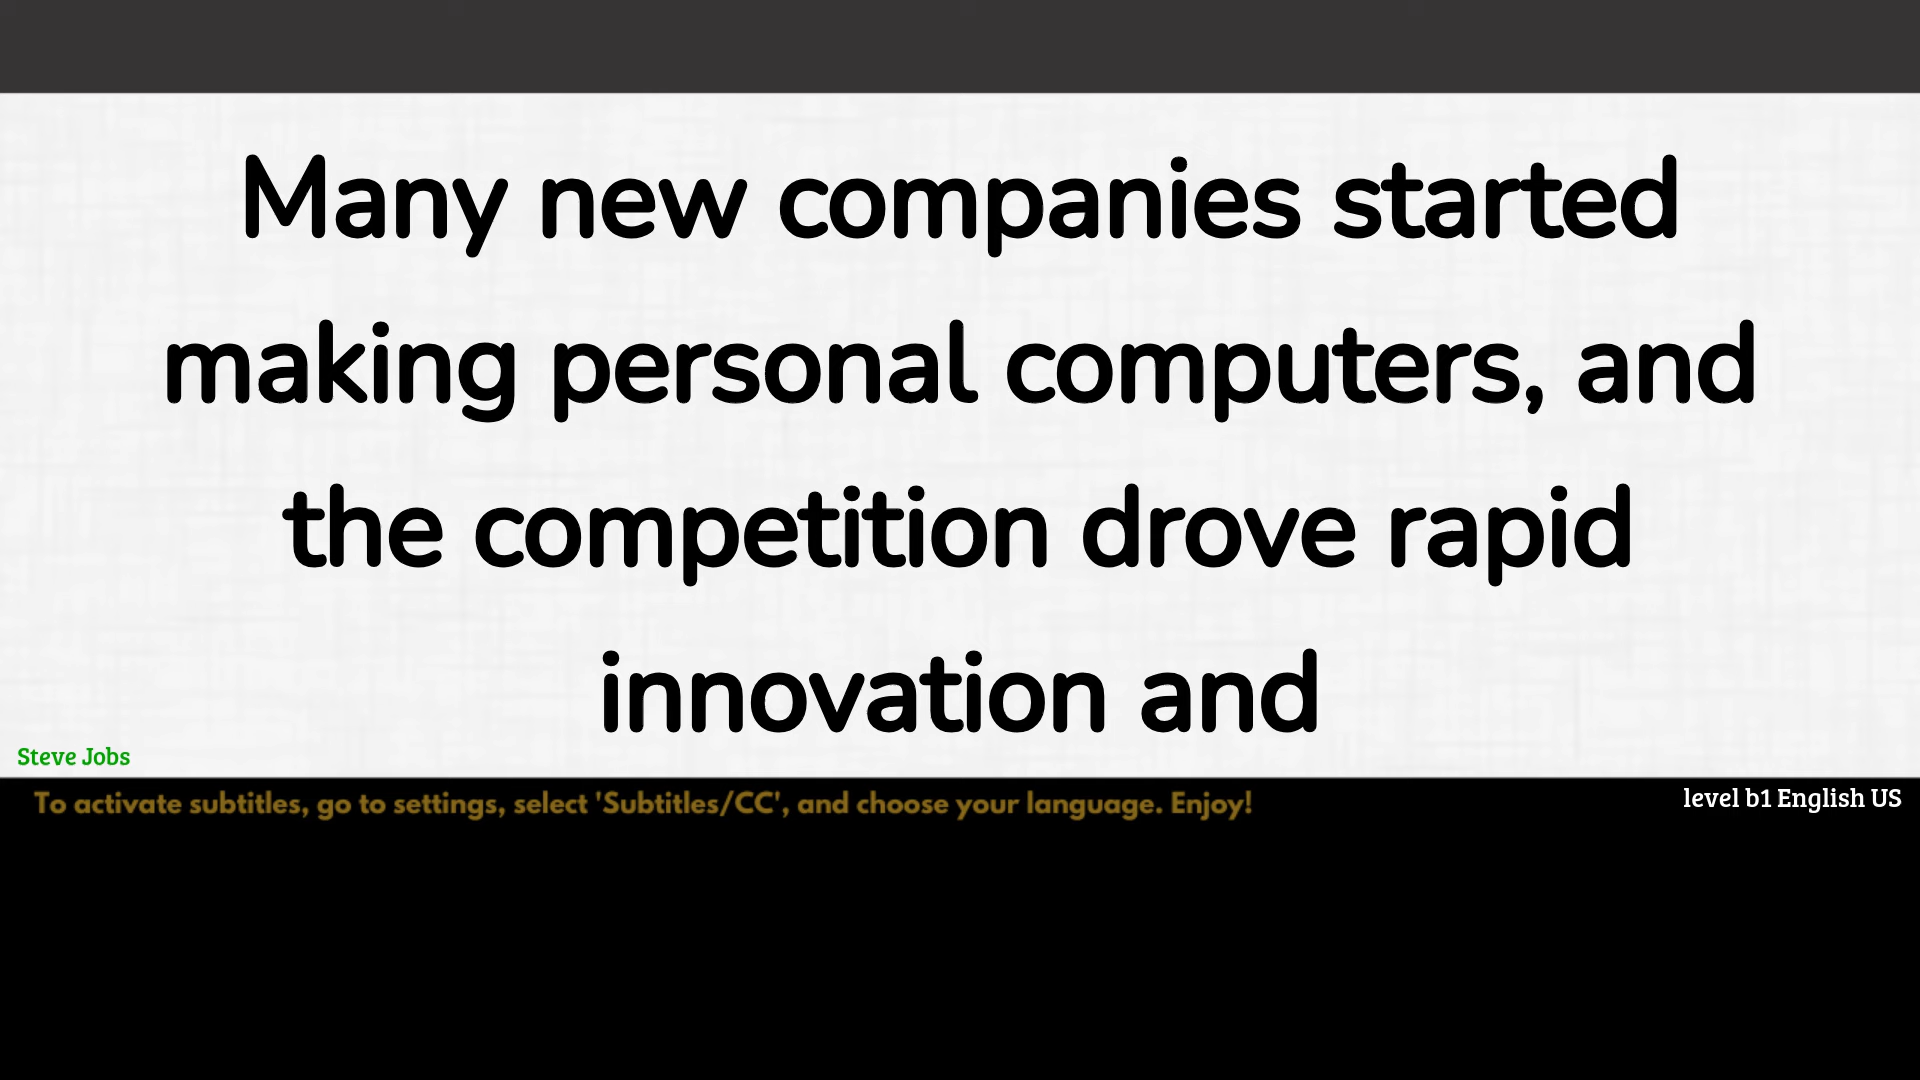 Many new companies started
making personal computers, and
the competition drove rapid
innovation and
Steve Jobs
To activate subtitles, go to settings, select 'Subtitles/CC', and choose your language. Enjoy!
level b1 English US